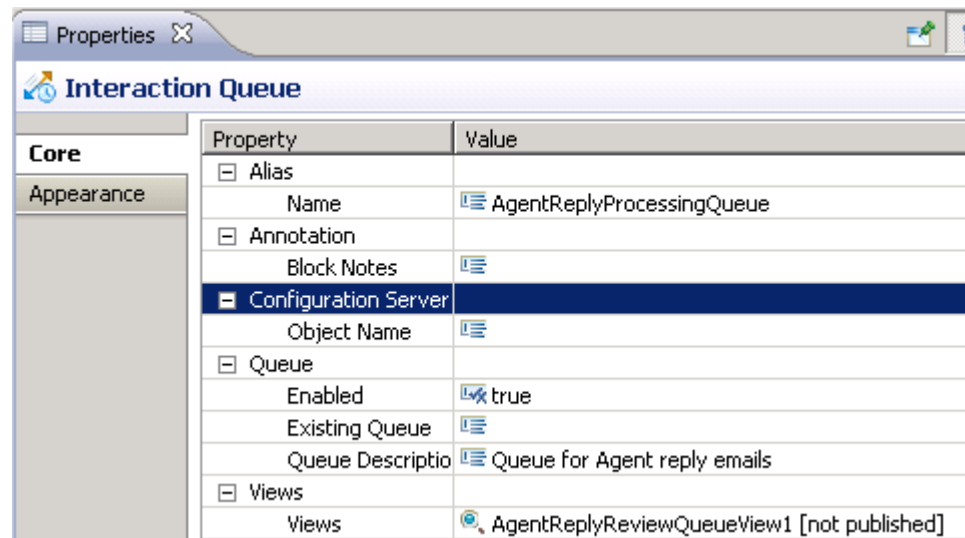 Properties
Interaction Queue
Core
Appearance
Property Value
Alias
Name AgentReplyProcessingQueue
Annotation
Block Notes
Configuration Server
Object Name
Queue
Enabled true
Existing Queue
Queue Descriptio Queue for Agent reply emails
Views
Views AgentReplyReviewQueueView1 [not published]